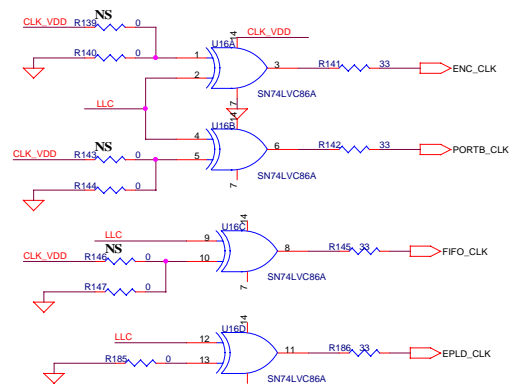 NS
CLK_VDD R139 0 14 CLK_VDD
U16A
R140 0 1 3 R141 33 ENC_CLK
2
LLC 7 SN74LVC86A
14
U16B
4 6 R142 33 PORTB_CLK
NS
CLK_VDD R143 0 5
R144 0 7 SN74LVC86A
14
U16C
LLC 9 8 R145 33 FIFO_CLK
NS
CLK_VDD R146 0 10
SN74LVC86A
R147 0 7
14
U16D
LLC 12 11 R186 33 EPLD_CLK
R185 0 13
SN74LVC86A